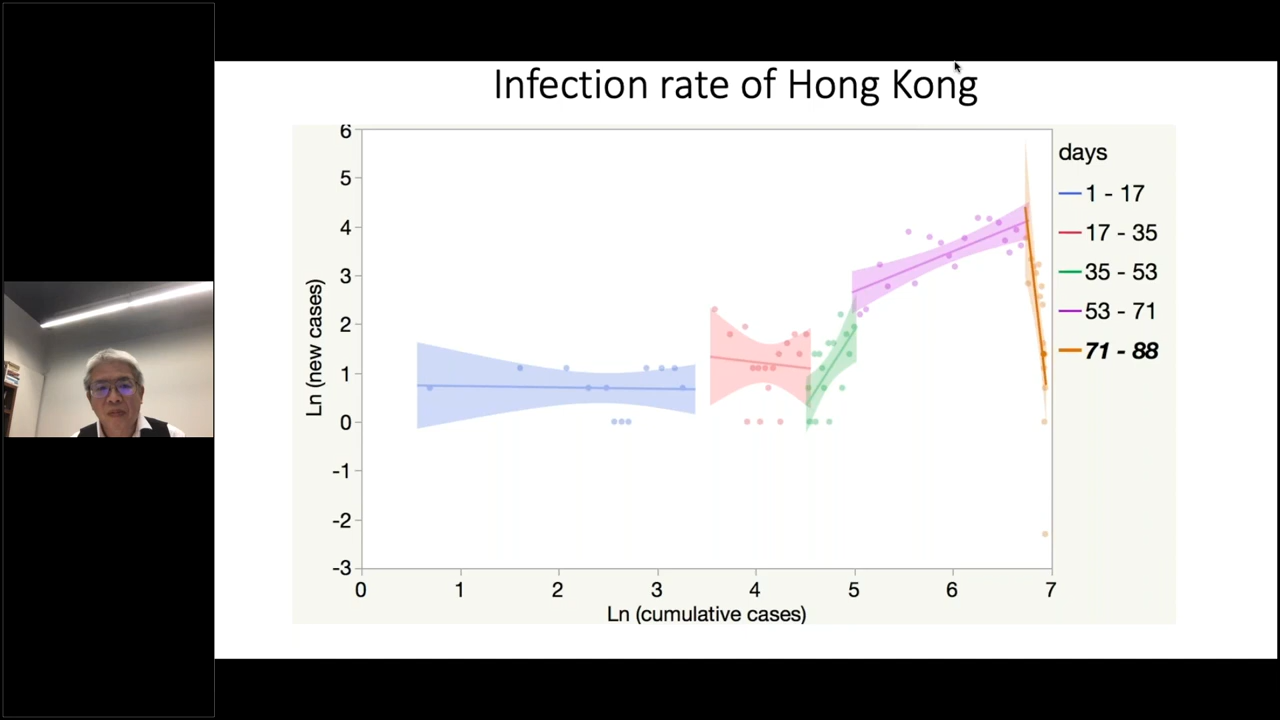 Infection rate of Hong Kong
6
5
4
3
2
1
0
-1
-2
-3
Ln (new cases)
0 1 2 3 4 5 6 7
Ln (cumulative cases)
days
1 - 17
17 - 35
35 - 53
53 - 71
71 - 88